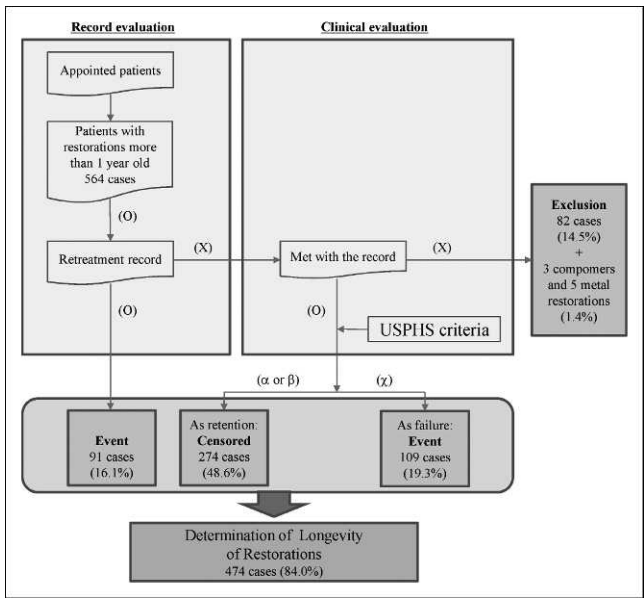 Record evaluation
Clinical evaluation
Appointed patients
Patients with
restorations more
than 1 year old
564 cases
(O)
Retreatment record
(X)
Met with the record
(X)
Exclusion
82 cases
(14.5%)
+
3 compomers
and 5 metal
restorations
(1.4%)
(O)
(O)
USPHS criteria
(α or β)
(χ)
Event
91 cases
(16.1%)
As retention:
Censored
274 cases
(48.6%)
As failure:
Event
109 cases
(19.3%)
Determination of Longevity
of Restorations
474 cases (84.0%)